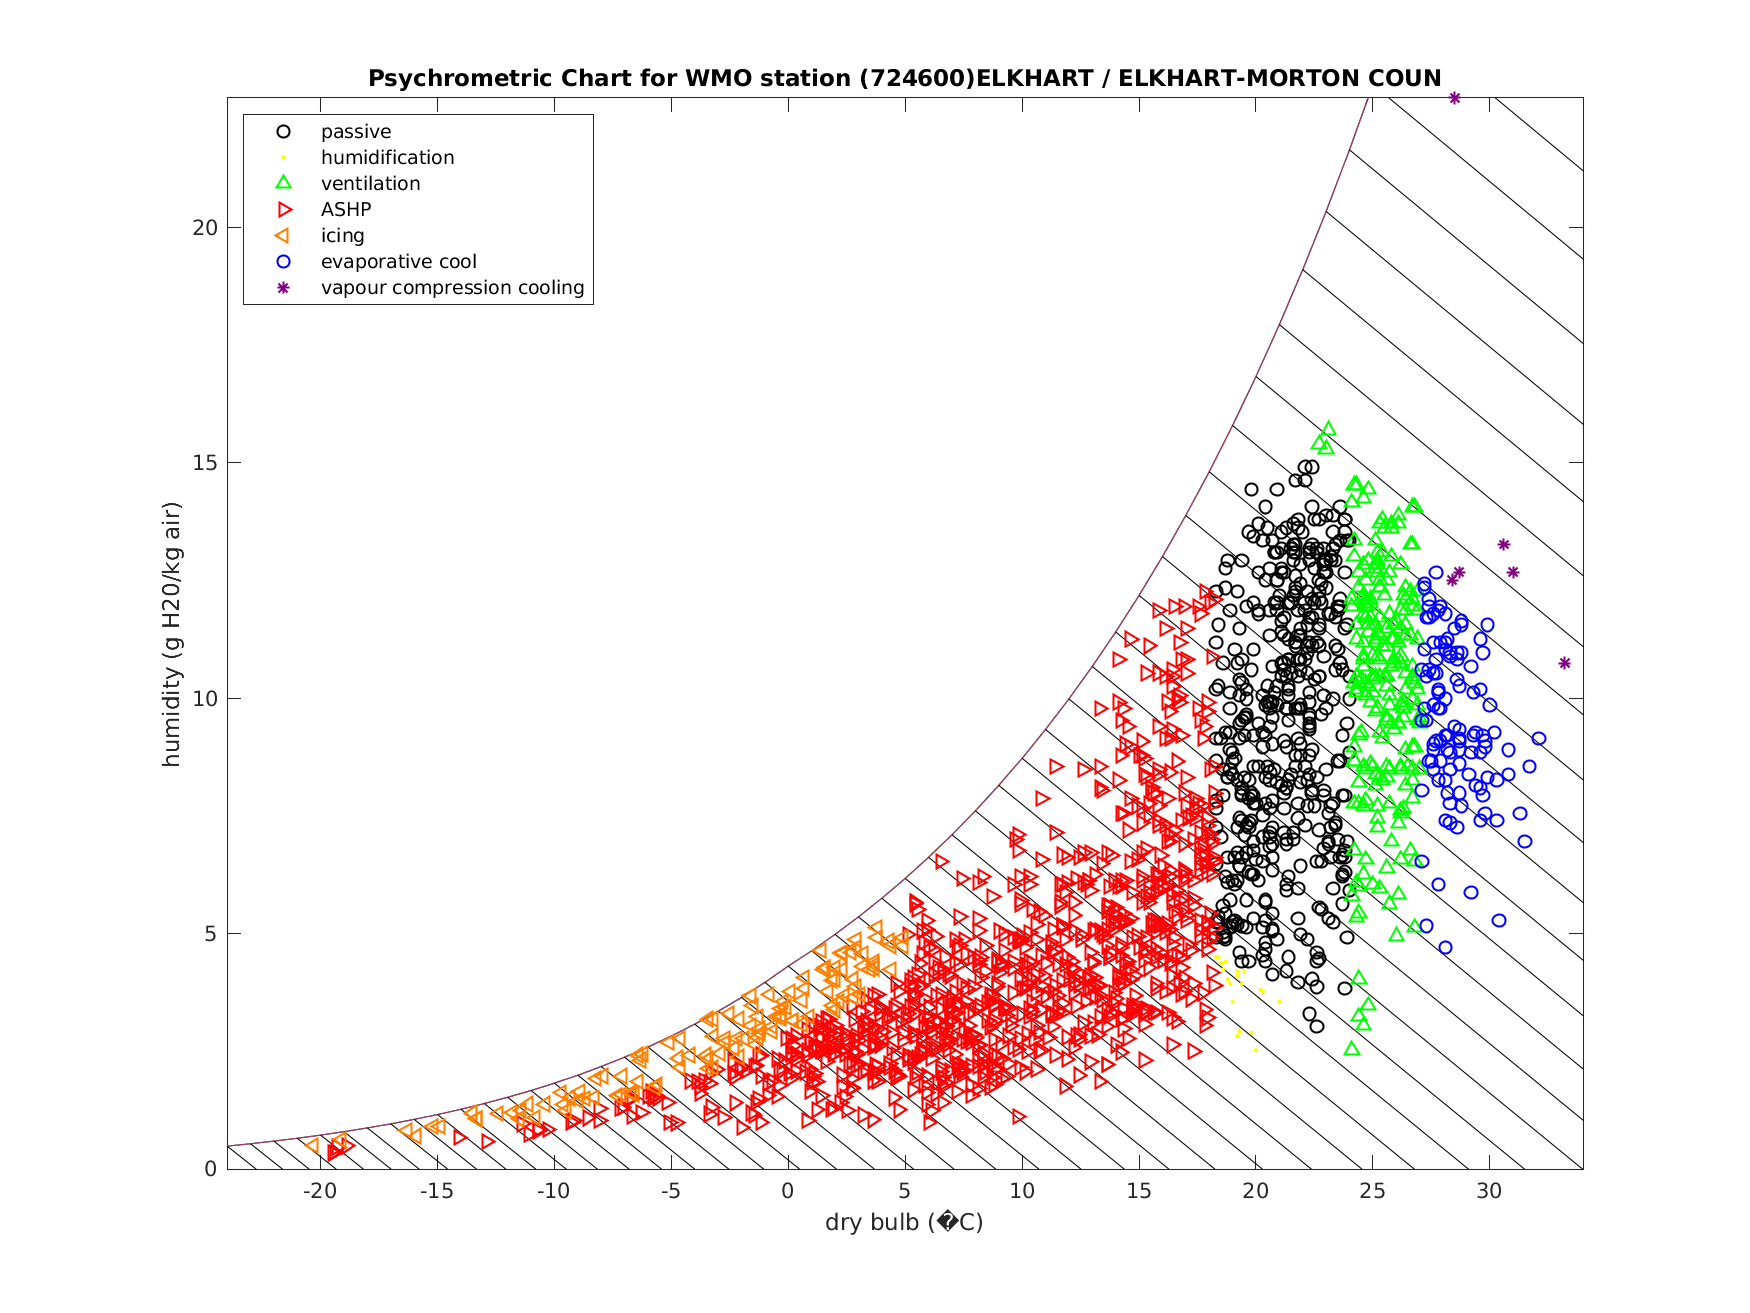 Psychrometric Chart for WMO station (724600)ELKHART / ELKHART-MORTON COUN
passive
humidification
ventilation
ASHP
icing
evaporative cool
vapour compression cooling
humidity (g H20/kg air)
20
15
10
5
0
-20 -15 -10 -5 0 5 10 15 20 25 30
dry bulb (�C)